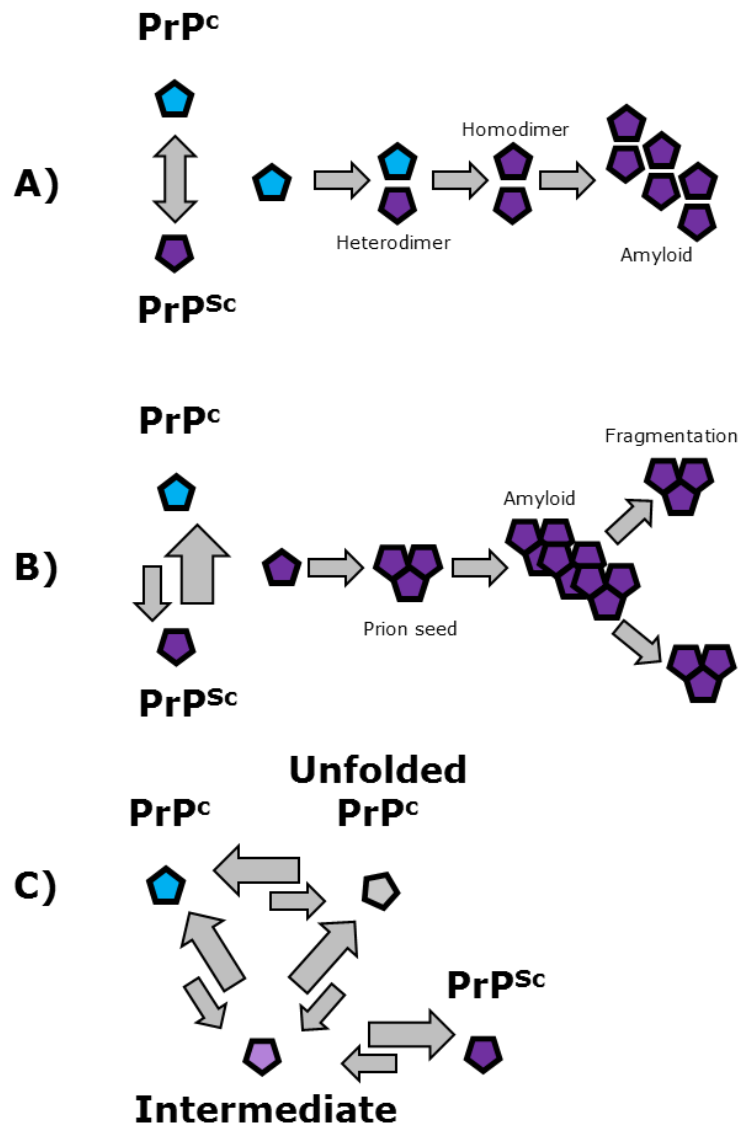 PrPᶜ
A)
Homodimer
Heterodimer
Amyloid
PrPˢᶜ
PrPᶜ
Fragmentation
Amyloid
B)
Prion seed
PrPˢᶜ
Unfolded
PrPᶜ PrPᶜ
C)
PrPˢᶜ
Intermediate